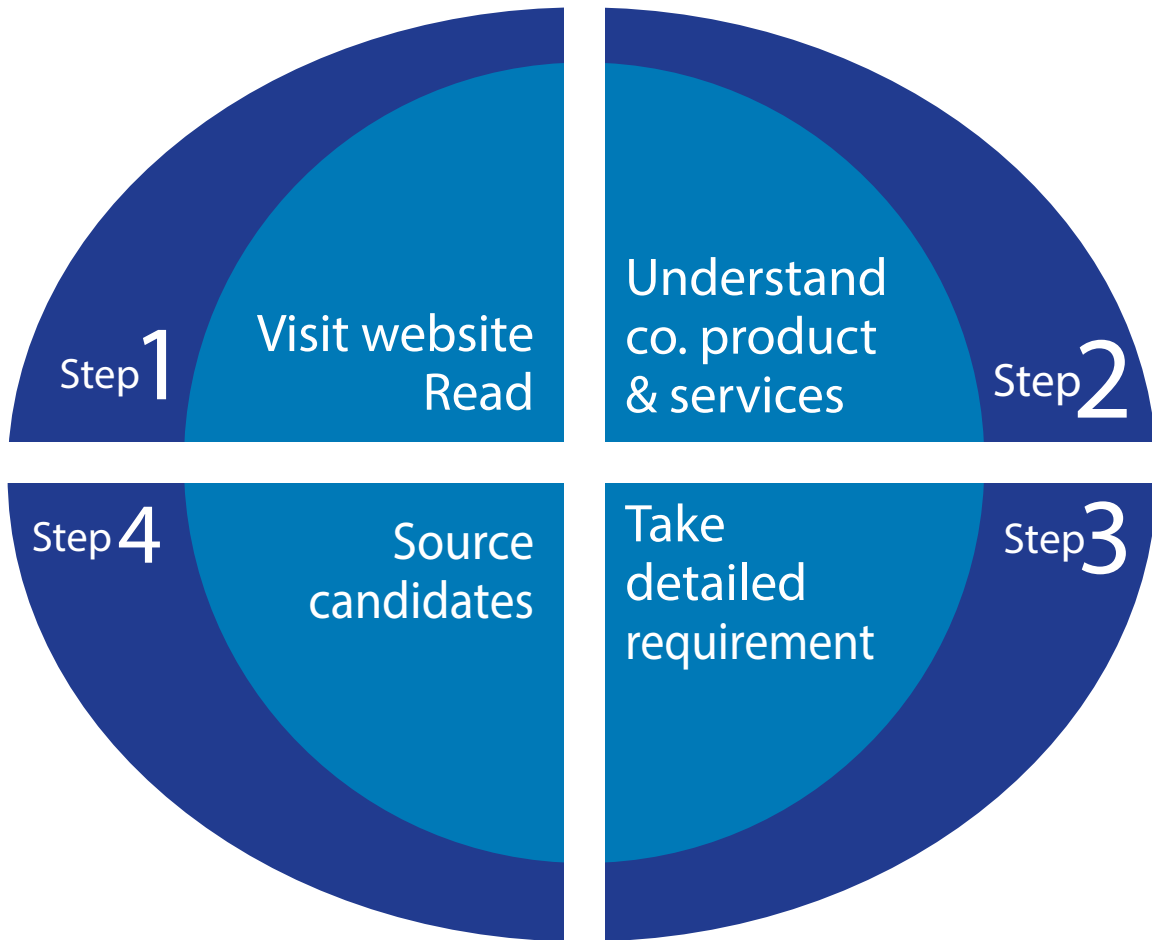 Step 1
Visit website
Read
Understand
co. product
& services
Step 2
Take
detailed
requirement
Step 3
Step 4
Source
candidates